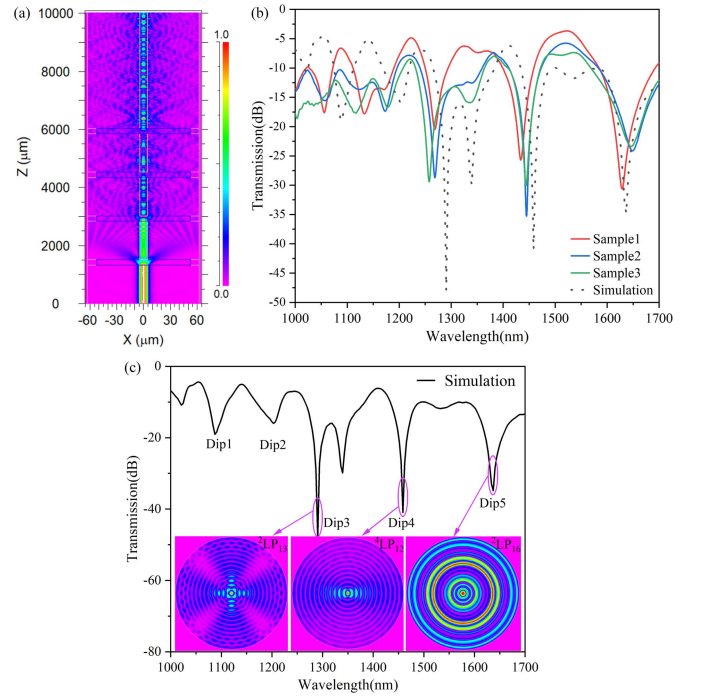 (a)
10000
8000
6000
4000
2000
0
Z (μm)
-60
-30
0
30
60
X (μm)
1.0
0.0
(b)
0
-5
-10
-15
-20
-25
-30
-35
-40
-45
-50
Transmission(dB)
Sample1
Sample2
Sample3
Simulation
1000 1100 1200 1300 1400 1500 1600 1700
Wavelength(nm)
(c)
0
-20
-40
-60
-80
Transmission(dB)
Simulation
Dip1
Dip2
Dip3
Dip4
Dip5
²LP₁₃
⁴LP₁₂
²LP₁₆
1000 1100 1200 1300 1400 1500 1600 1700
Wavelength(nm)